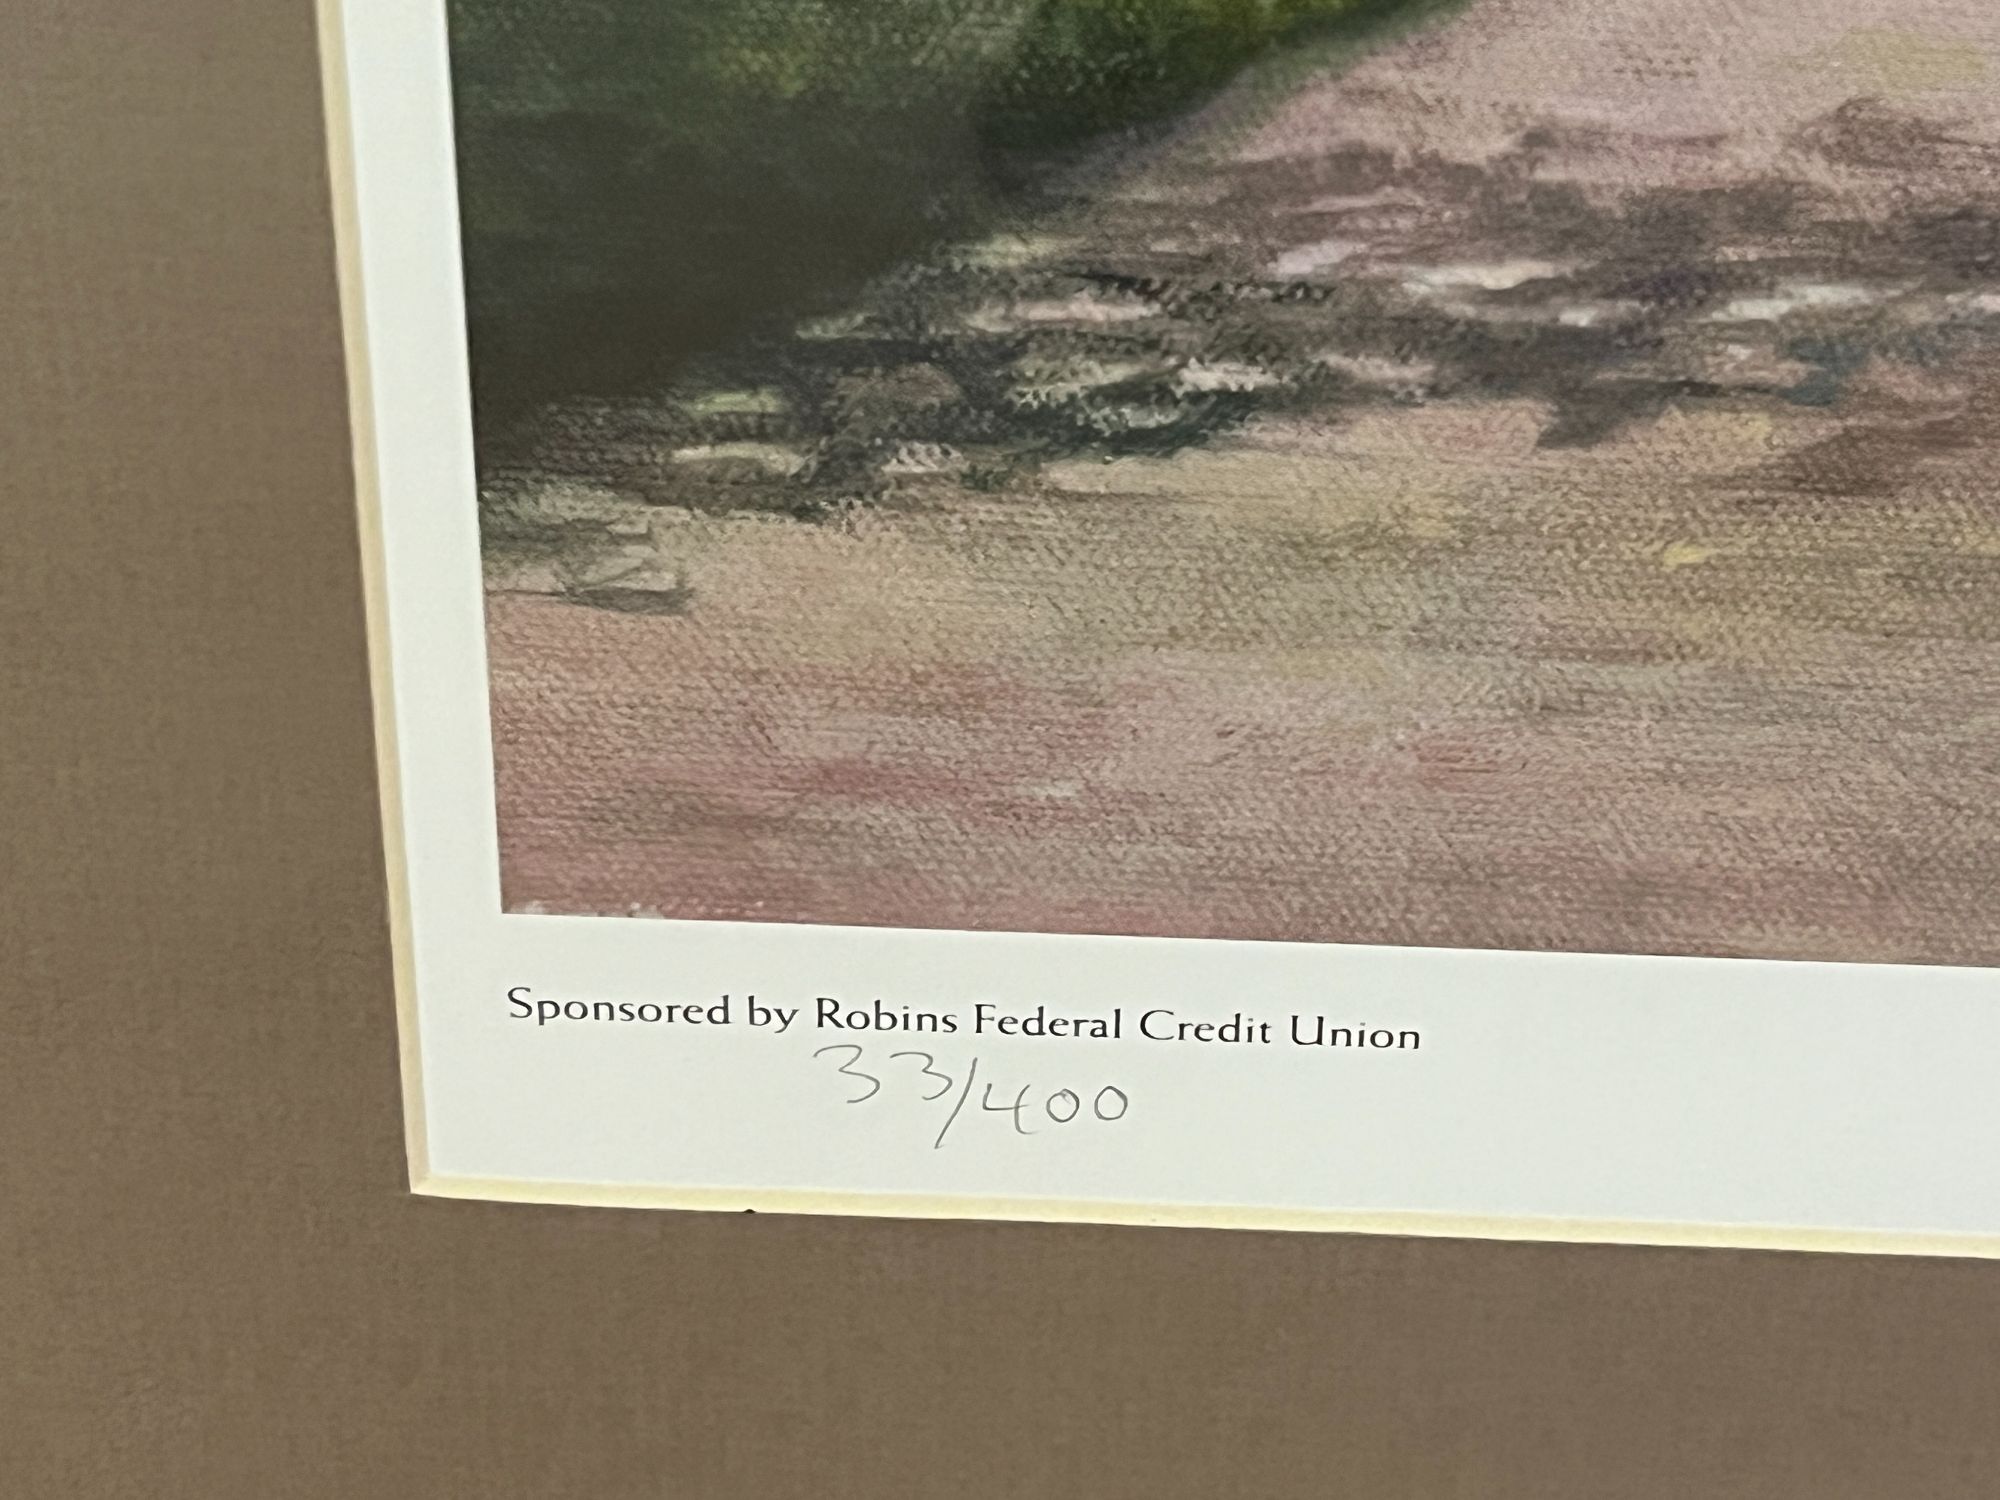 Sponsored by Robins Federal Credit Union
33/400